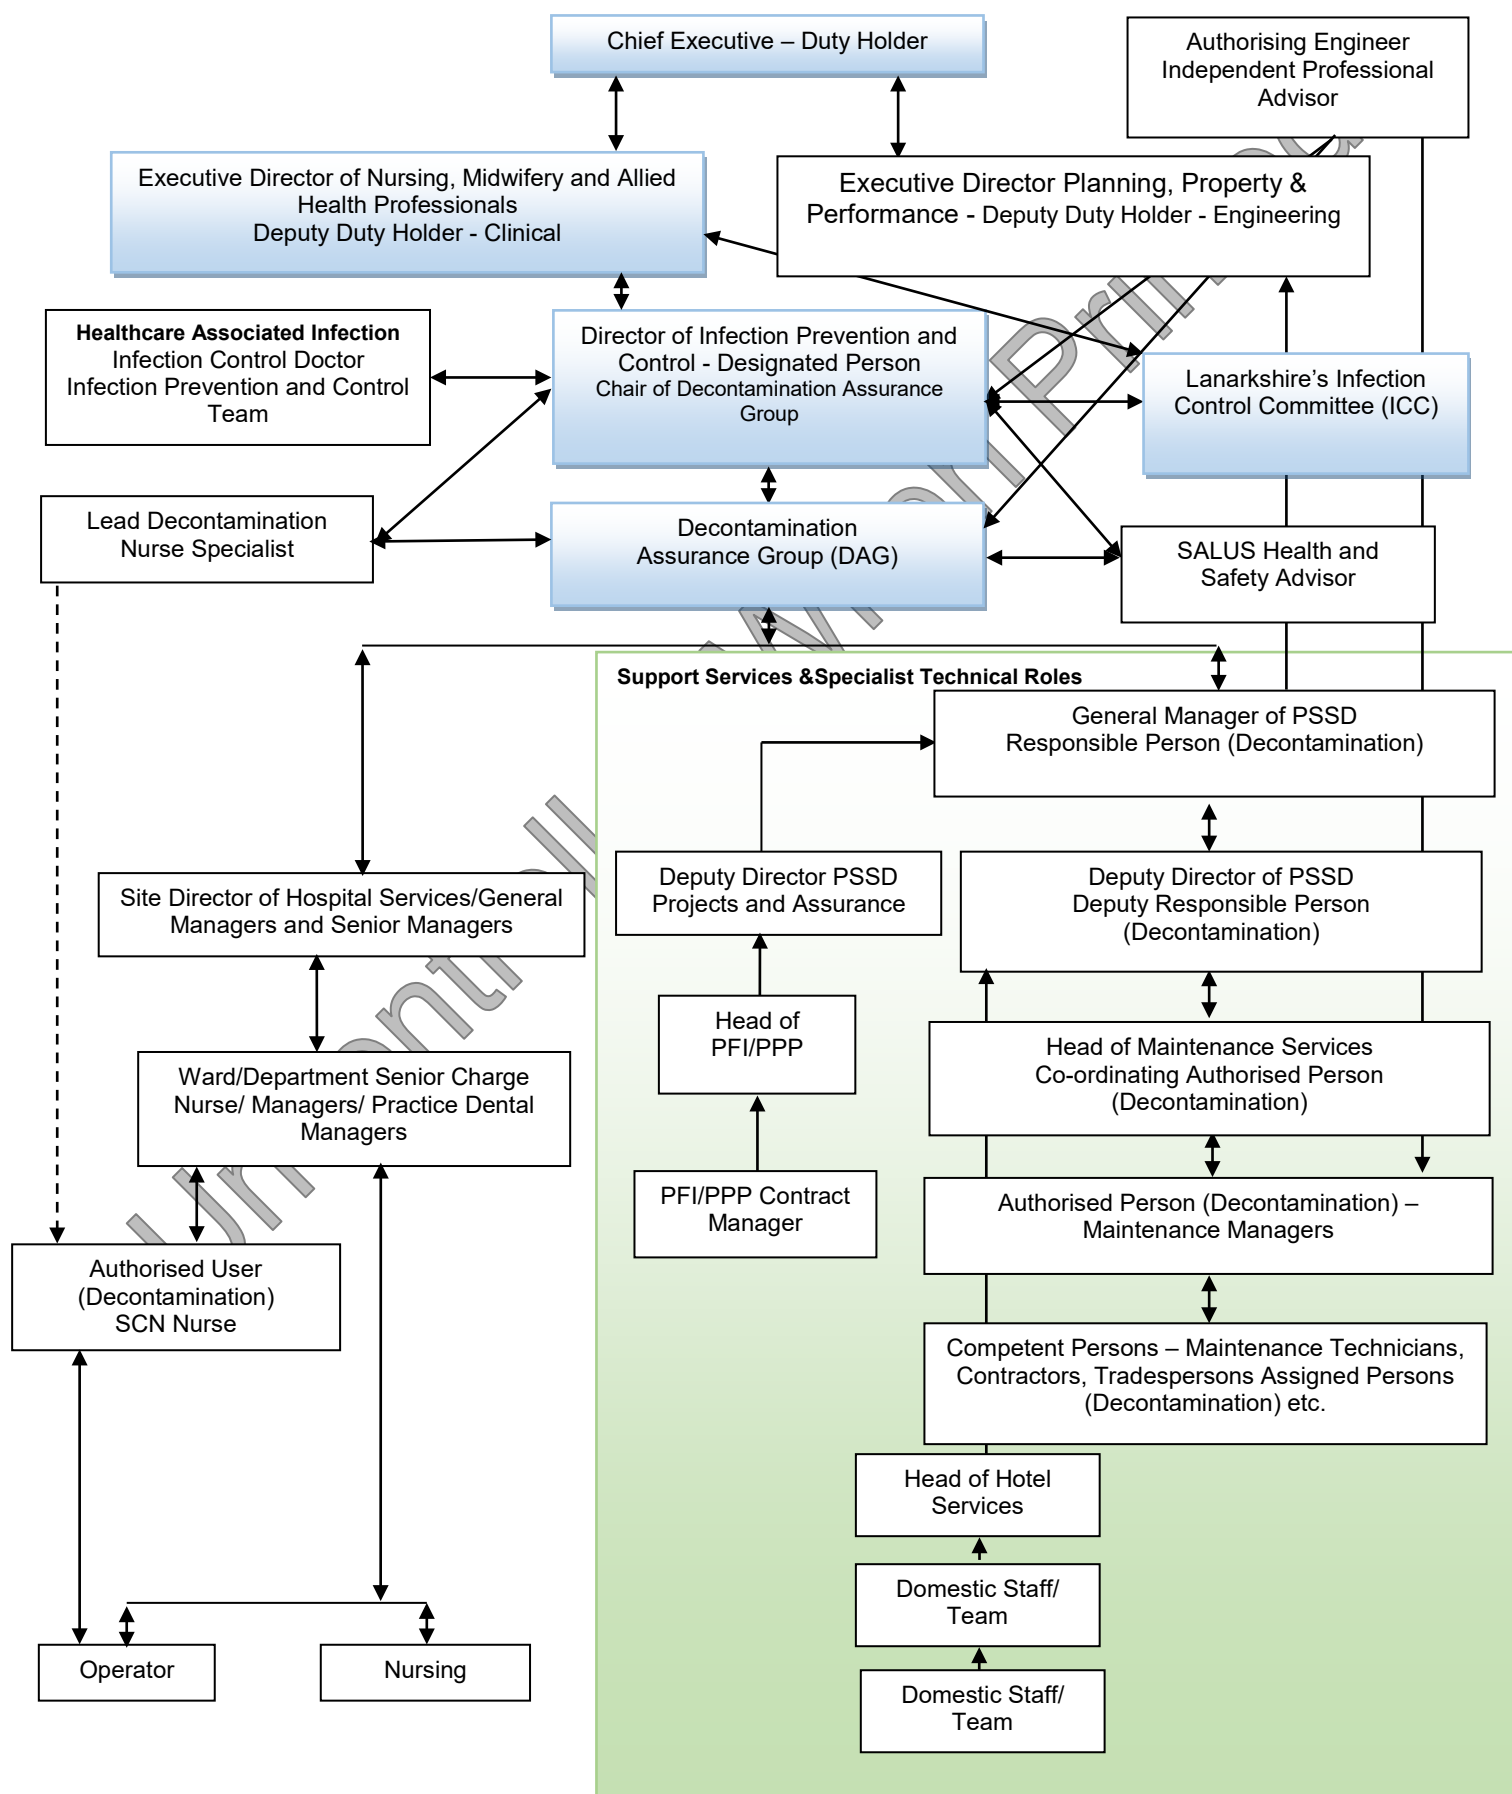 Chief Executive – Duty Holder
Authorising Engineer
Independent Professional
Advisor
Executive Director of Nursing, Midwifery and Allied
Health Professionals
Deputy Duty Holder - Clinical
Executive Director Planning, Property &
Performance - Deputy Duty Holder - Engineering
Healthcare Associated Infection
Infection Control Doctor
Infection Prevention and Control
Team
Director of Infection Prevention and
Control - Designated Person
Chair of Decontamination Assurance
Group
Lanarkshire’s Infection
Control Committee (ICC)
Lead Decontamination
Nurse Specialist
Decontamination
Assurance Group (DAG)
SALUS Health and
Safety Advisor
Support Services &Specialist Technical Roles
General Manager of PSSD
Responsible Person (Decontamination)
Site Director of Hospital Services/General
Managers and Senior Managers
Deputy Director PSSD
Projects and Assurance
Deputy Director of PSSD
Deputy Responsible Person
(Decontamination)
Head of
PFI/PPP
Head of Maintenance Services
Co-ordinating Authorised Person
(Decontamination)
Ward/Department Senior Charge
Nurse/ Managers/ Practice Dental
Managers
PFI/PPP Contract
Manager
Authorised Person (Decontamination) –
Maintenance Managers
Authorised User
(Decontamination)
SCN Nurse
Competent Persons – Maintenance Technicians,
Contractors, Tradespersons Assigned Persons
(Decontamination) etc.
Head of Hotel
Services
Domestic Staff/
Team
Operator
Nursing
Domestic Staff/
Team